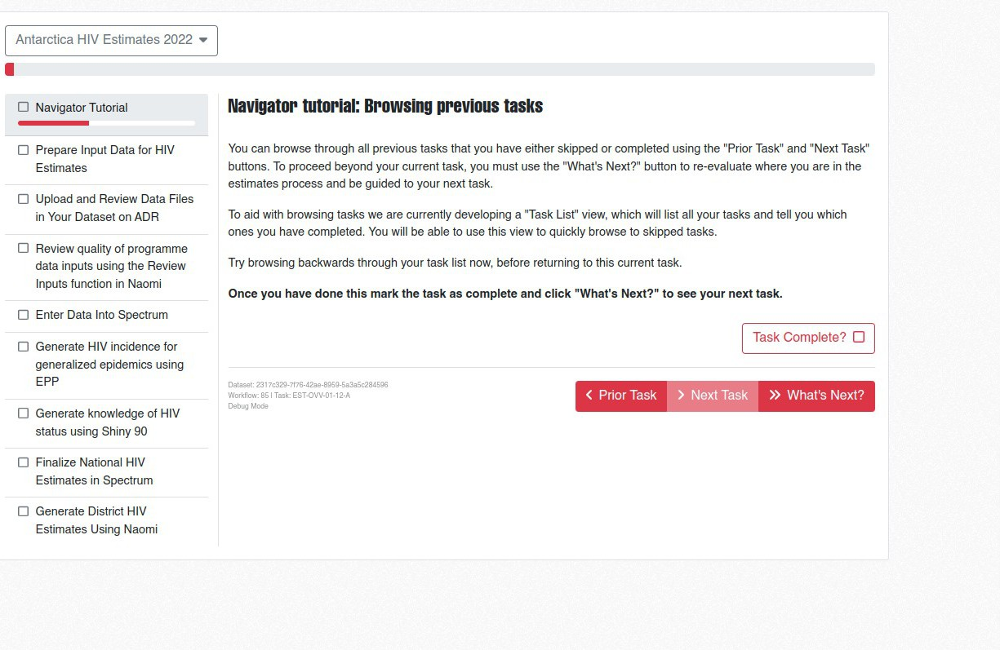 Antarctica HIV Estimates 2022
Navigator Tutorial
Prepare Input Data for HIV
Estimates
Upload and Review Data Files
in Your Dataset on ADR
Review quality of programme
data inputs using the Review
Inputs function in Naomi
Enter Data Into Spectrum
Generate HIV incidence for
generalized epidemics using
EPP
Generate knowledge of HIV
status using Shiny 90
Finalize National HIV
Estimates in Spectrum
Generate District HIV
Estimates Using Naomi
Navigator tutorial: Browsing previous tasks
You can browse through all previous tasks that you have either skipped or completed using the "Prior Task" and "Next Task"
buttons. To proceed beyond your current task, you must use the "What's Next?" button to re-evaluate where you are in the
estimates process and be guided to your next task.
To aid with browsing tasks we are currently developing a "Task List" view, which will list all your tasks and tell you which
ones you have completed. You will be able to use this view to quickly browse to skipped tasks.
Try browsing backwards through your task list now, before returning to this current task.
Once you have done this mark the task as complete and click "What's Next?" to see your next task.
Task Complete?
Dataset: 2317c329-7f76-42ae-8959-5a3a5c284596
Workflow: 85 | Task: EST-OVV-01-12-A
Debug Mode
Prior Task
Next Task
What's Next?